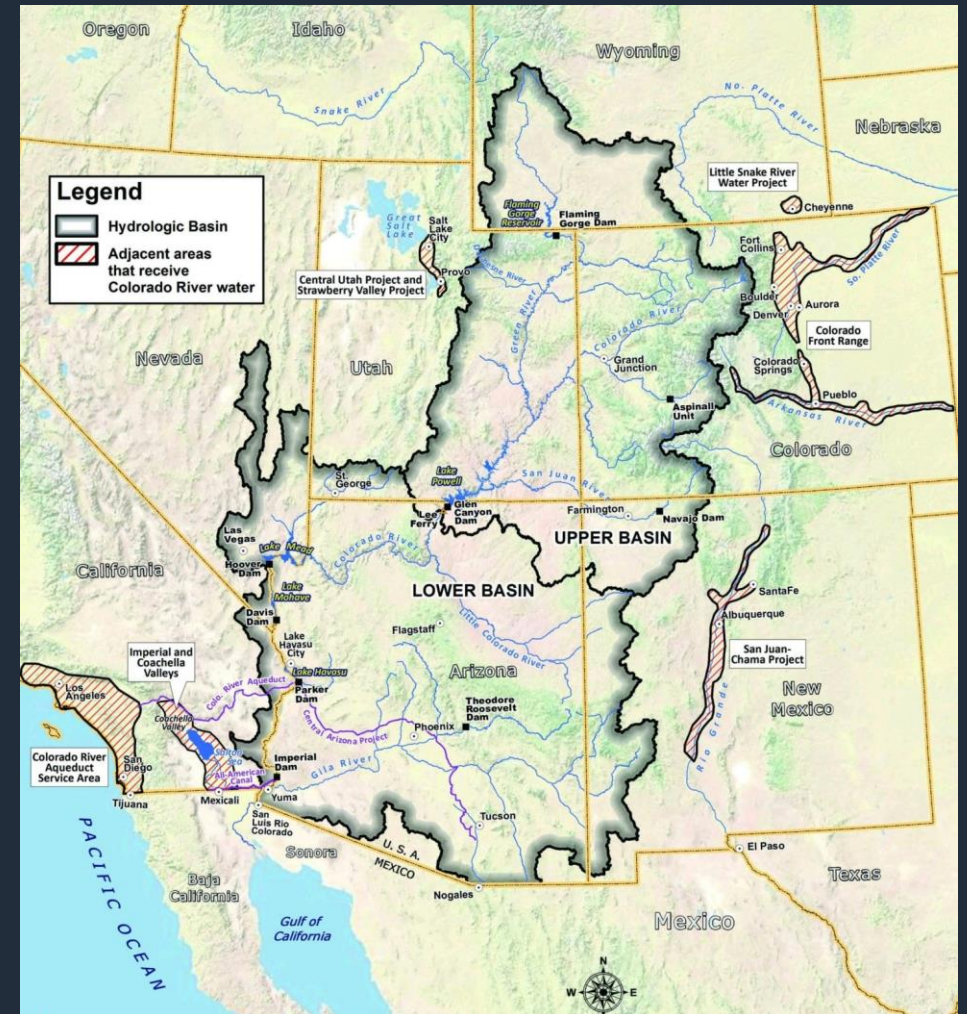 Oregon
Idaho
Wyoming
Snake River
No. Platte River
Nebraska
Legend
Hydrologic Basin
Adjacent areas
that receive
Colorado River water
Great
Salt
Lake
Salt
Lake
City
Provo
Central Utah Project and
Strawberry Valley Project
Flaming
Gorge
Reservoir
Flaming
Gorge Dam
Little Snake River
Water Project
Cheyenne
Fort
Collins
So. Platte River
Boulder
Denver
Aurora
Colorado
Front Range
Green River
Colorado River
Grand
Junction
Nevada
Utah
Colorado
Springs
Pueblo
Aspinall
Unit
Arkansas River
Colorado
St.
George
Lake
Powell
San Juan River
Lee
Ferry
Glen
Canyon
Dam
Farmington
Navajo Dam
UPPER BASIN
Las
Vegas
Lake Mead
Colorado River
California
Hoover
Dam
Lake
Mohave
LOWER BASIN
Davis
Dam
Flagstaff
Little Colorado River
SantaFe
Albuquerque
San Juan-
Chama Project
Imperial and
Coachella
Valleys
Lake
Havasu
City
Lake Havasu
Arizona
Los
Angeles
Colo. River Aqueduct
Parker
Dam
Theodore
Roosevelt
Dam
New
Mexico
Coachella
Valley
Central Arizona Project
Phoenix
Rio Grande
Colorado River
Aqueduct
Service Area
Salton
Sea
San
Diego
All-American
Canal
Imperial
Dam
Gila River
Tijuana
Mexicali
Yuma
San
Luis Rio
Colorado
Tucson
U. S. A.
MEXICO
Sonora
El Paso
PACIFIC OCEAN
Baja
California
Nogales
Texas
Gulf of
California
Mexico
N
W
E